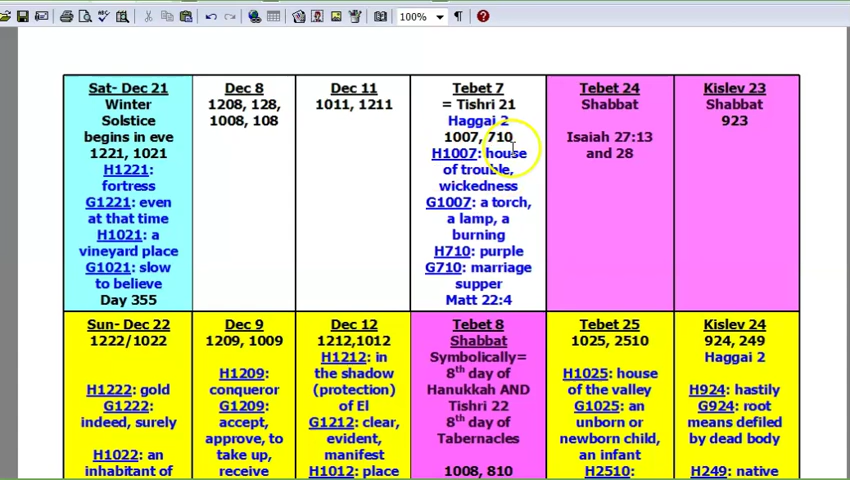 100%
Sat- Dec 21
Winter
Solstice
begins in eve
1221, 1021
H1221:
fortress
G1221: even
at that time
H1021: a
vineyard place
G1021: slow
to believe
Day 355
Dec 8
1208, 128,
1008, 108
Dec 11
1011, 1211
Tebet 7
= Tishri 21
Haggai 2
1007, 710
H1007: house
of trouble,
wickedness
G1007: a torch,
a lamp, a
burning
H710: purple
G710: marriage
supper
Matt 22:4
Tebet 24
Shabbat
Isaiah 27:13
and 28
Kislev 23
Shabbat
923
Sun- Dec 22
1222/1022
H1222: gold
G1222:
indeed, surely
H1022: an
inhabitant of
Dec 9
1209, 1009
H1209:
conqueror
G1209:
accept,
approve, to
take up,
receive
Dec 12
1212,1012
H1212: in
the shadow
(protection)
of El
G1212: clear,
evident,
manifest
H1012: place
Tebet 8
Shabbat
Symbolically=
8th day of
Hanukkah AND
Tishri 22
8th day of
Tabernacles
1008, 810
Tebet 25
1025, 2510
H1025: house
of the valley
G1025: an
unborn or
newborn child,
an infant
H2510:
Kislev 24
924, 249
Haggai 2
H924: hastily
G924: root
means defiled
by dead body
H249: native